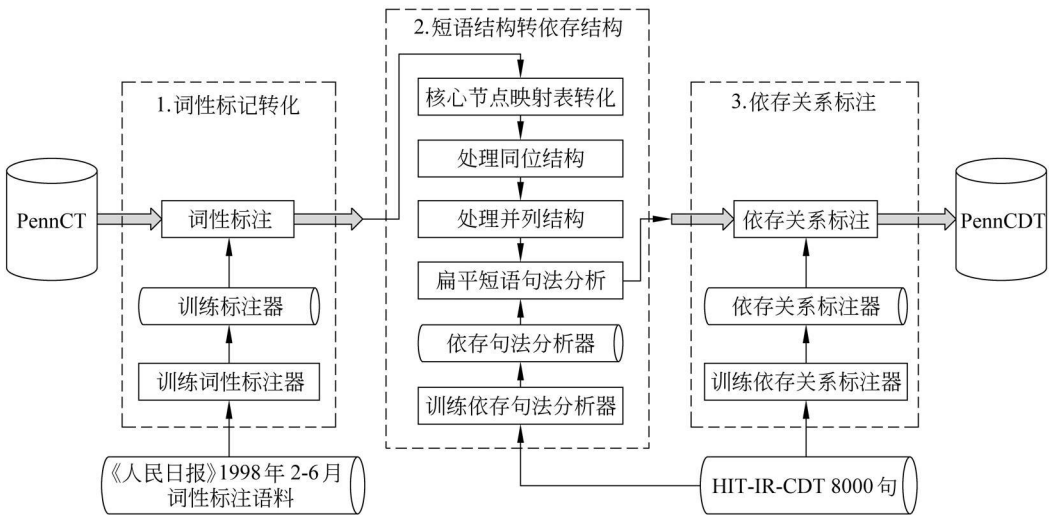 PennCT
1.词性标记转化
词性标注
训练标注器
训练词性标注器
《人民日报》1998年2-6月
词性标注语料
2.短语结构转依存结构
核心节点映射表转化
处理同位结构
处理并列结构
扁平短语句法分析
依存句法分析器
训练依存句法分析器
3.依存关系标注
依存关系标注
依存关系标注器
训练依存关系标注器
HIT-IR-CDT 8000句
PennCDT